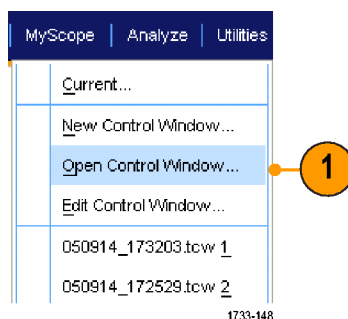 MyScope | Analyze | Utilities
Current...
New Control Window...
Open Control Window...
1
Edit Control Window...
050914_173203.tcw 1
050914_172529.tcw 2
1733-148